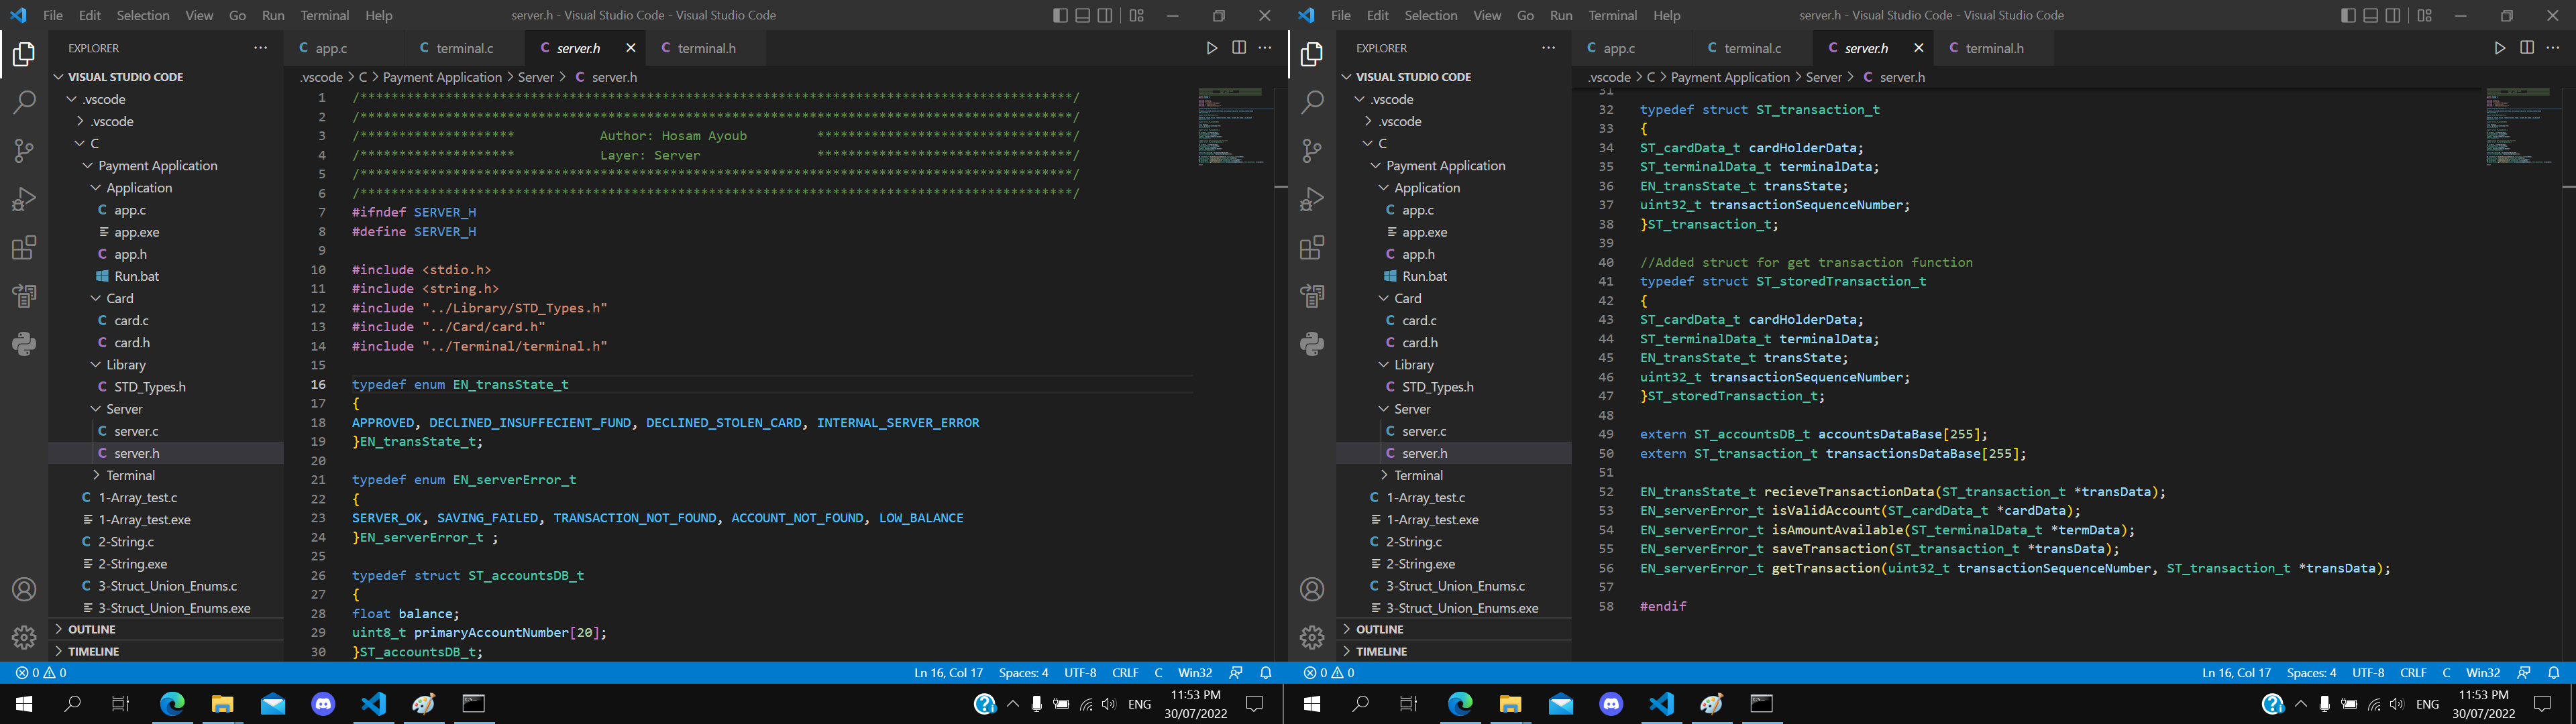 File Edit Selection View Go Run Terminal Help server.h - Visual Studio Code - Visual Studio Code
EXPLORER
VISUAL STUDIO CODE
.vscode
.vscode
C
Payment Application
Application
C app.c
app.exe
C app.h
Run.bat
Card
C card.c
C card.h
Library
C STD_Types.h
Server
C server.c
C server.h
Terminal
C 1-Array_test.c
1-Array_test.exe
C 2-String.c
2-String.exe
C 3-Struct_Union_Enums.c
3-Struct_Union_Enums.exe
OUTLINE
TIMELINE
C app.c C terminal.c C server.h C terminal.h
.vscode > C > Payment Application > Server > C server.h
1 /********************************************************************************************/
2 /********************************************************************************************/
3 /******************** Author: Hosam Ayoub *********************************/
4 /******************** Layer: Server *********************************/
5 /********************************************************************************************/
6 /********************************************************************************************/
7 #ifndef SERVER_H
8 #define SERVER_H
9
10 #include <stdio.h>
11 #include <string.h>
12 #include "../Library/STD_Types.h"
13 #include "../Card/card.h"
14 #include "../Terminal/terminal.h"
15
16 typedef enum EN_transState_t
17 {
18 APPROVED, DECLINED_INSUFFECIENT_FUND, DECLINED_STOLEN_CARD, INTERNAL_SERVER_ERROR
19 }EN_transState_t;
20
21 typedef enum EN_serverError_t
22 {
23 SERVER_OK, SAVING_FAILED, TRANSACTION_NOT_FOUND, ACCOUNT_NOT_FOUND, LOW_BALANCE
24 }EN_serverError_t ;
25
26 typedef struct ST_accountsDB_t
27 {
28 float balance;
29 uint8_t primaryAccountNumber[20];
30 }ST_accountsDB_t;
0 0 Ln 16, Col 17 Spaces: 4 UTF-8 CRLF C Win32
ENG 11:53 PM
30/07/2022
File Edit Selection View Go Run Terminal Help server.h - Visual Studio Code - Visual Studio Code
EXPLORER
VISUAL STUDIO CODE
.vscode
.vscode
C
Payment Application
Application
C app.c
app.exe
C app.h
Run.bat
Card
C card.c
C card.h
Library
C STD_Types.h
Server
C server.c
C server.h
Terminal
C 1-Array_test.c
1-Array_test.exe
C 2-String.c
2-String.exe
C 3-Struct_Union_Enums.c
3-Struct_Union_Enums.exe
OUTLINE
TIMELINE
C app.c C terminal.c C server.h C terminal.h
.vscode > C > Payment Application > Server > C server.h
31
32 typedef struct ST_transaction_t
33 {
34 ST_cardData_t cardHolderData;
35 ST_terminalData_t terminalData;
36 EN_transState_t transState;
37 uint32_t transactionSequenceNumber;
38 }ST_transaction_t;
39
40 //Added struct for get transaction function
41 typedef struct ST_storedTransaction_t
42 {
43 ST_cardData_t cardHolderData;
44 ST_terminalData_t terminalData;
45 EN_transState_t transState;
46 uint32_t transactionSequenceNumber;
47 }ST_storedTransaction_t;
48
49 extern ST_accountsDB_t accountsDataBase[255];
50 extern ST_transaction_t transactionsDataBase[255];
51
52 EN_transState_t recieveTransactionData(ST_transaction_t *transData);
53 EN_serverError_t isValidAccount(ST_cardData_t *cardData);
54 EN_serverError_t isAmountAvailable(ST_terminalData_t *termData);
55 EN_serverError_t saveTransaction(ST_transaction_t *transData);
56 EN_serverError_t getTransaction(uint32_t transactionSequenceNumber, ST_transaction_t *transData);
57
58 #endif
0 0 Ln 16, Col 17 Spaces: 4 UTF-8 CRLF C Win32
ENG 11:53 PM
30/07/2022